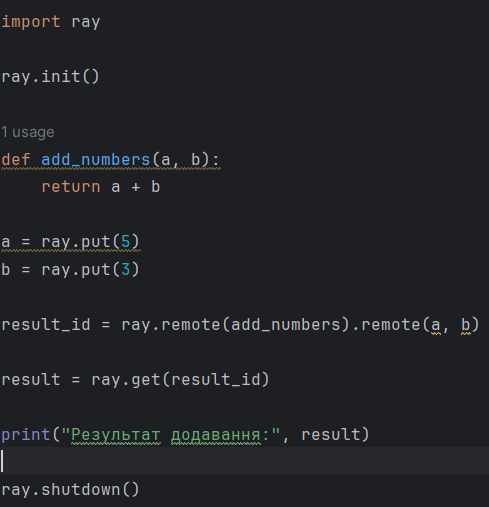 import ray
ray.init()
1 usage
def add_numbers(a, b):
    return a + b
a = ray.put(5)
b = ray.put(3)
result_id = ray.remote(add_numbers).remote(a, b)
result = ray.get(result_id)
print("Результат додавання:", result)
ray.shutdown()